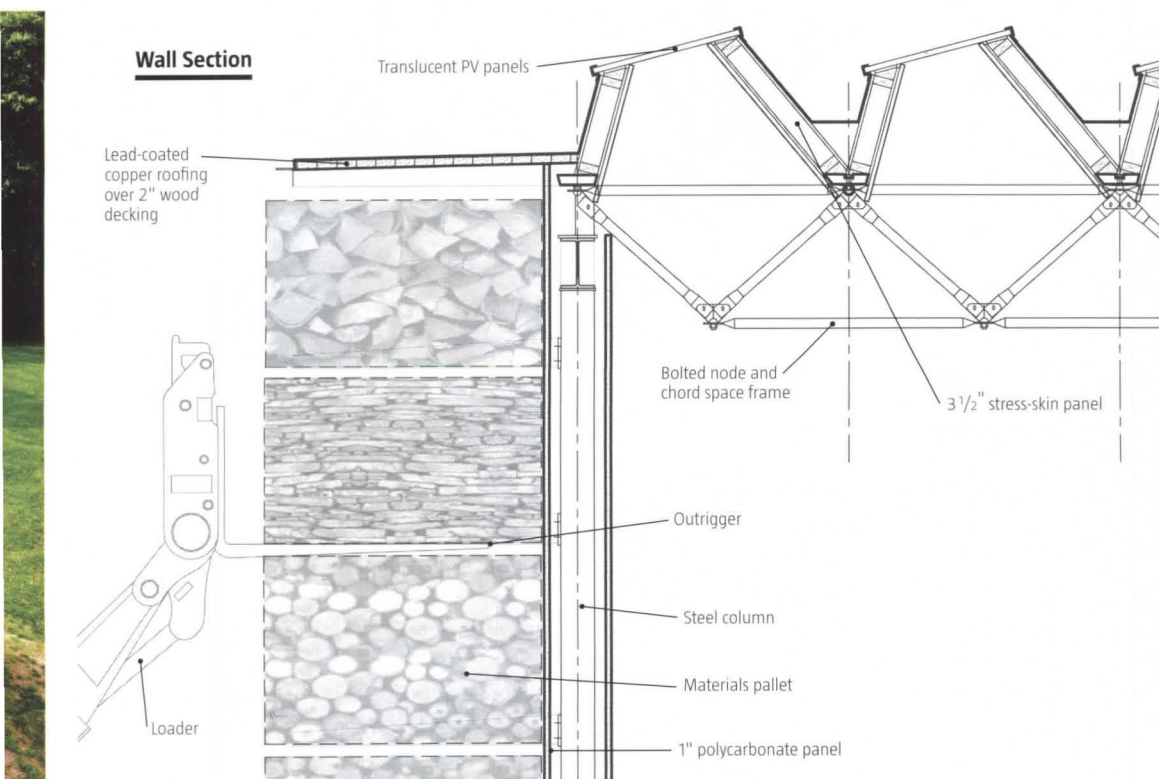 Wall Section
Translucent PV panels
Lead-coated
copper roofing
over 2" wood
decking
Bolted node and
chord space frame
3 1/2" stress-skin panel
Outrigger
Steel column
Materials pallet
Loader
1" polycarbonate panel